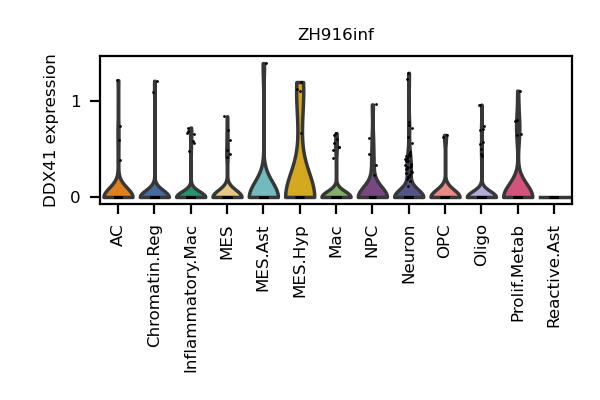 ZH916inf
DDX41 expression
1
0
AC
Chromatin.Reg
Inflammatory.Mac
MES
MES.Ast
MES.Hyp
Mac
NPC
Neuron
OPC
Oligo
Prolif.Metab
Reactive.Ast